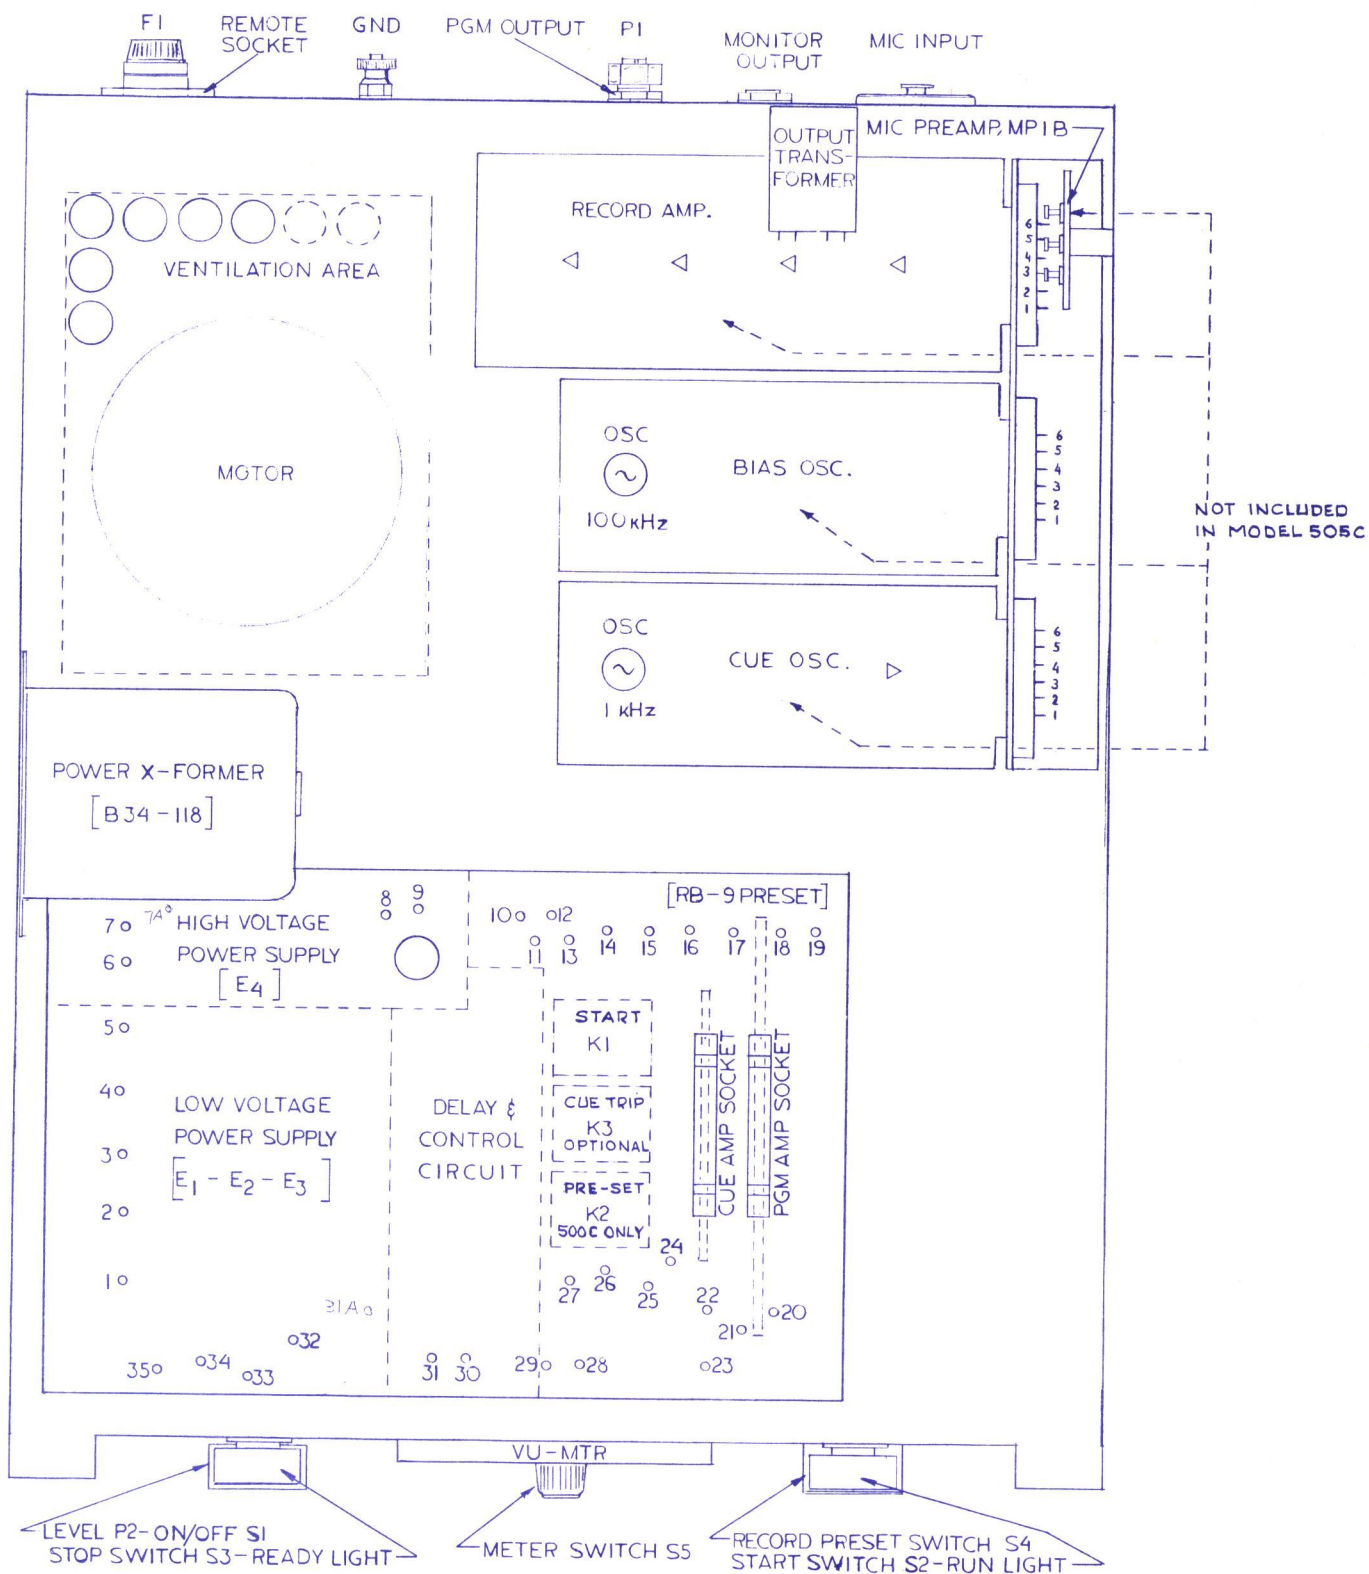 F1
REMOTE
SOCKET
GND
PGM OUTPUT
P1
MONITOR
OUTPUT
MIC INPUT
OUTPUT
TRANS-
FORMER
MIC PREAMP, MP1B
RECORD AMP.
6
5
4
3
2
1
VENTILATION AREA
MOTOR
OSC
100KHz
BIAS OSC.
6
5
4
3
2
1
NOT INCLUDED
IN MODEL 505C
OSC
1 KHz
CUE OSC.
6
5
4
3
2
1
POWER X-FORMER
[B34-118]
[RB-9 PRESET]
7
7A
HIGH VOLTAGE
POWER SUPPLY
[E4]
6
8
9
10
12
11
13
14
15
16
17
18
19
5
4
3
2
1
LOW VOLTAGE
POWER SUPPLY
[E1 - E2 - E3]
DELAY &
CONTROL
CIRCUIT
START
K1
CUE TRIP
K3
OPTIONAL
PRE-SET
K2
500C ONLY
CUE AMP SOCKET
PGM AMP SOCKET
24
27
26
25
22
21
20
31A
32
35
34
33
31
30
29
28
23
VU-MTR
LEVEL P2-ON/OFF S1
STOP SWITCH S3-READY LIGHT
METER SWITCH S5
RECORD PRESET SWITCH S4
START SWITCH S2-RUN LIGHT